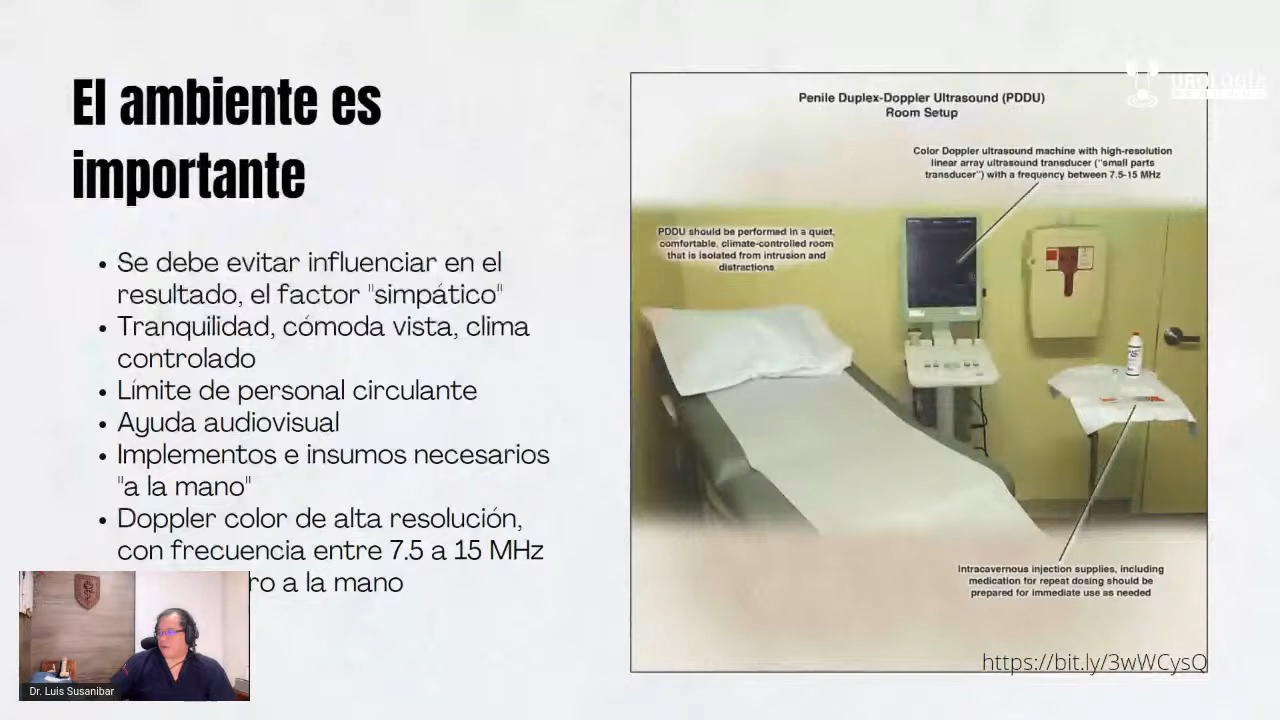 El ambiente es
importante
• Se debe evitar influenciar en el
resultado, el factor "simpático"
• Tranquilidad, cómoda vista, clima
controlado
• Límite de personal circulante
• Ayuda audiovisual
• Implementos e insumos necesarios
"a la mano"
• Doppler color de alta resolución,
con frecuencia entre 7.5 a 15 MHz
ro a la mano
Dr. Luis Susanibar
UROLOGÍA
Penile Duplex-Doppler Ultrasound (PDDU)
Room Setup
Color Doppler ultrasound machine with high-resolution
linear array ultrasound transducer ("small parts
transducer") with a frequency between 7.5-15 MHz
PDDU should be performed in a quiet,
comfortable, climate-controlled room
that is isolated from intrusion and
distractions
Intracavernous injection supplies, including
medication for repeat dosing should be
prepared for immediate use as needed
https://bit.ly/3wWCysQ